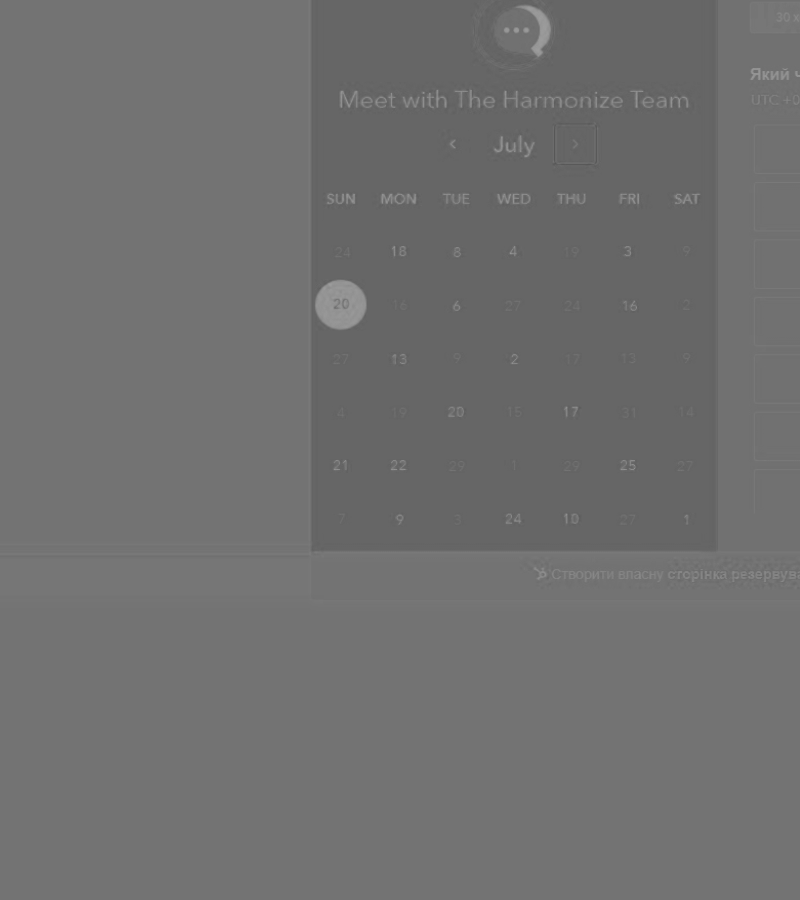 30 х
Meet with The Harmonize Team
Який ч
UTC +0
July
SUN MON TUE WED THU FRI SAT
24 18 8 4 19 3 9
20 16 6 27 24 16 2
27 13 9 2 17 13 9
4 19 20 15 17 31 14
21 22 29 1 29 25 27
7 9 3 24 10 27 1
Створити власну сторінка резервува